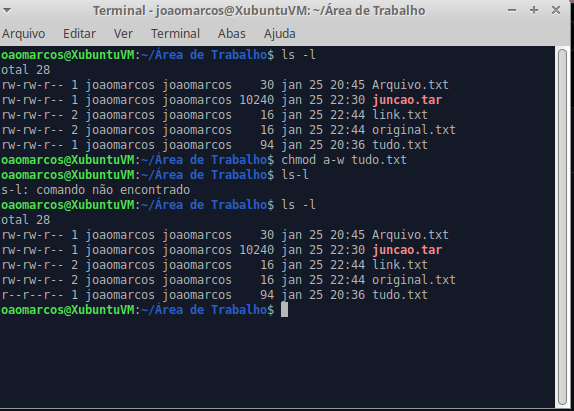 Terminal - joaomarcos@XubuntuVM: ~/Área de Trabalho
Arquivo Editar Ver Terminal Abas Ajuda
oaomarcos@XubuntuVM:~/Área de Trabalho$ ls -l
otal 28
rw-rw-r-- 1 joaomarcos joaomarcos    30 jan 25 20:45 Arquivo.txt
rw-rw-r-- 1 joaomarcos joaomarcos 10240 jan 25 22:30 juncao.tar
rw-rw-r-- 2 joaomarcos joaomarcos    16 jan 25 22:44 link.txt
rw-rw-r-- 2 joaomarcos joaomarcos    16 jan 25 22:44 original.txt
rw-rw-r-- 1 joaomarcos joaomarcos    94 jan 25 20:36 tudo.txt
oaomarcos@XubuntuVM:~/Área de Trabalho$ chmod a-w tudo.txt
oaomarcos@XubuntuVM:~/Área de Trabalho$ ls-l
s-l: comando não encontrado
oaomarcos@XubuntuVM:~/Área de Trabalho$ ls -l
otal 28
rw-rw-r-- 1 joaomarcos joaomarcos    30 jan 25 20:45 Arquivo.txt
rw-rw-r-- 1 joaomarcos joaomarcos 10240 jan 25 22:30 juncao.tar
rw-rw-r-- 2 joaomarcos joaomarcos    16 jan 25 22:44 link.txt
rw-rw-r-- 2 joaomarcos joaomarcos    16 jan 25 22:44 original.txt
r--r--r-- 1 joaomarcos joaomarcos    94 jan 25 20:36 tudo.txt
oaomarcos@XubuntuVM:~/Área de Trabalho$